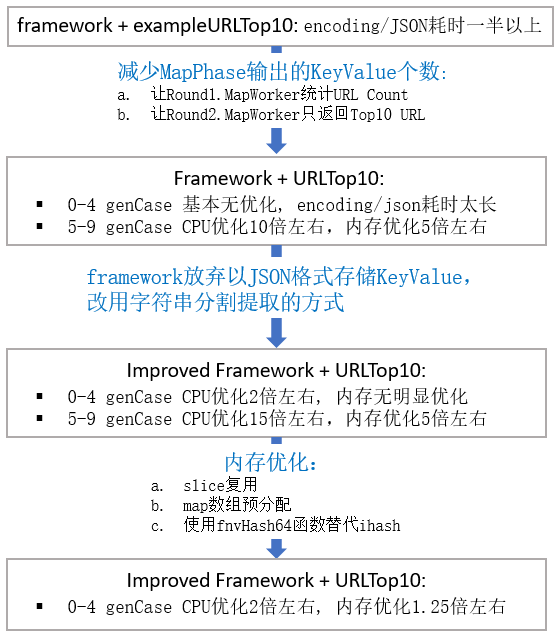 framework + exampleURLTop10: encoding/JSON耗时一半以上
减少MapPhase输出的KeyValue个数:
a. 让Round1.MapWorker统计URL Count
b. 让Round2.MapWorker只返回Top10 URL
Framework + URLTop10:
▪ 0-4 genCase 基本无优化, encoding/json耗时太长
▪ 5-9 genCase CPU优化10倍左右，内存优化5倍左右
framework放弃以JSON格式存储KeyValue，
改用字符串分割提取的方式
Improved Framework + URLTop10:
▪ 0-4 genCase CPU优化2倍左右, 内存无明显优化
▪ 5-9 genCase CPU优化15倍左右，内存优化5倍左右
内存优化：
a. slice复用
b. map数组预分配
c. 使用fnvHash64函数替代ihash
Improved Framework + URLTop10:
▪ 0-4 genCase CPU优化2倍左右, 内存优化1.25倍左右